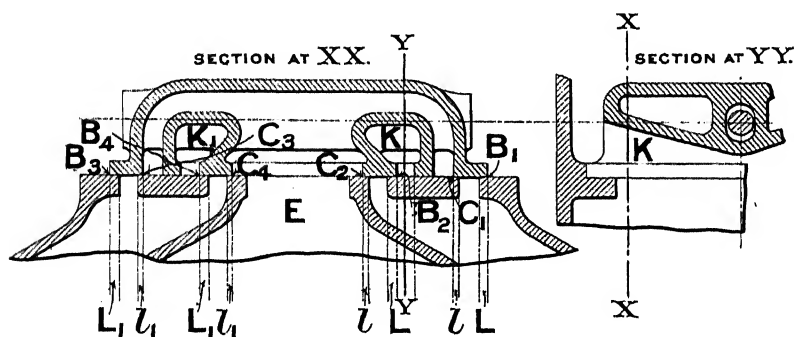 X
SECTION AT XX.
Y
SECTION AT YY.
B4
B3
K1
C3
C4
C2
K
B1
B2
C1
E
K
L1
l1
L1
l1
l
L
Y
l
L
X